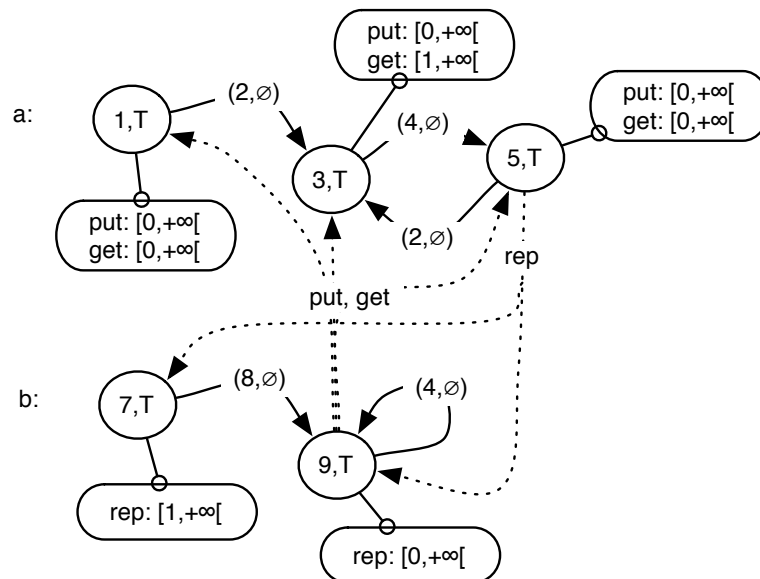 put: [0,+∞[
get: [1,+∞[
put: [0,+∞[
get: [0,+∞[
a:
1,T
(2,∅)
(4,∅)
3,T
5,T
put: [0,+∞[
get: [0,+∞[
(2,∅)
rep
put, get
b:
7,T
(8,∅)
(4,∅)
9,T
rep: [1,+∞[
rep: [0,+∞[